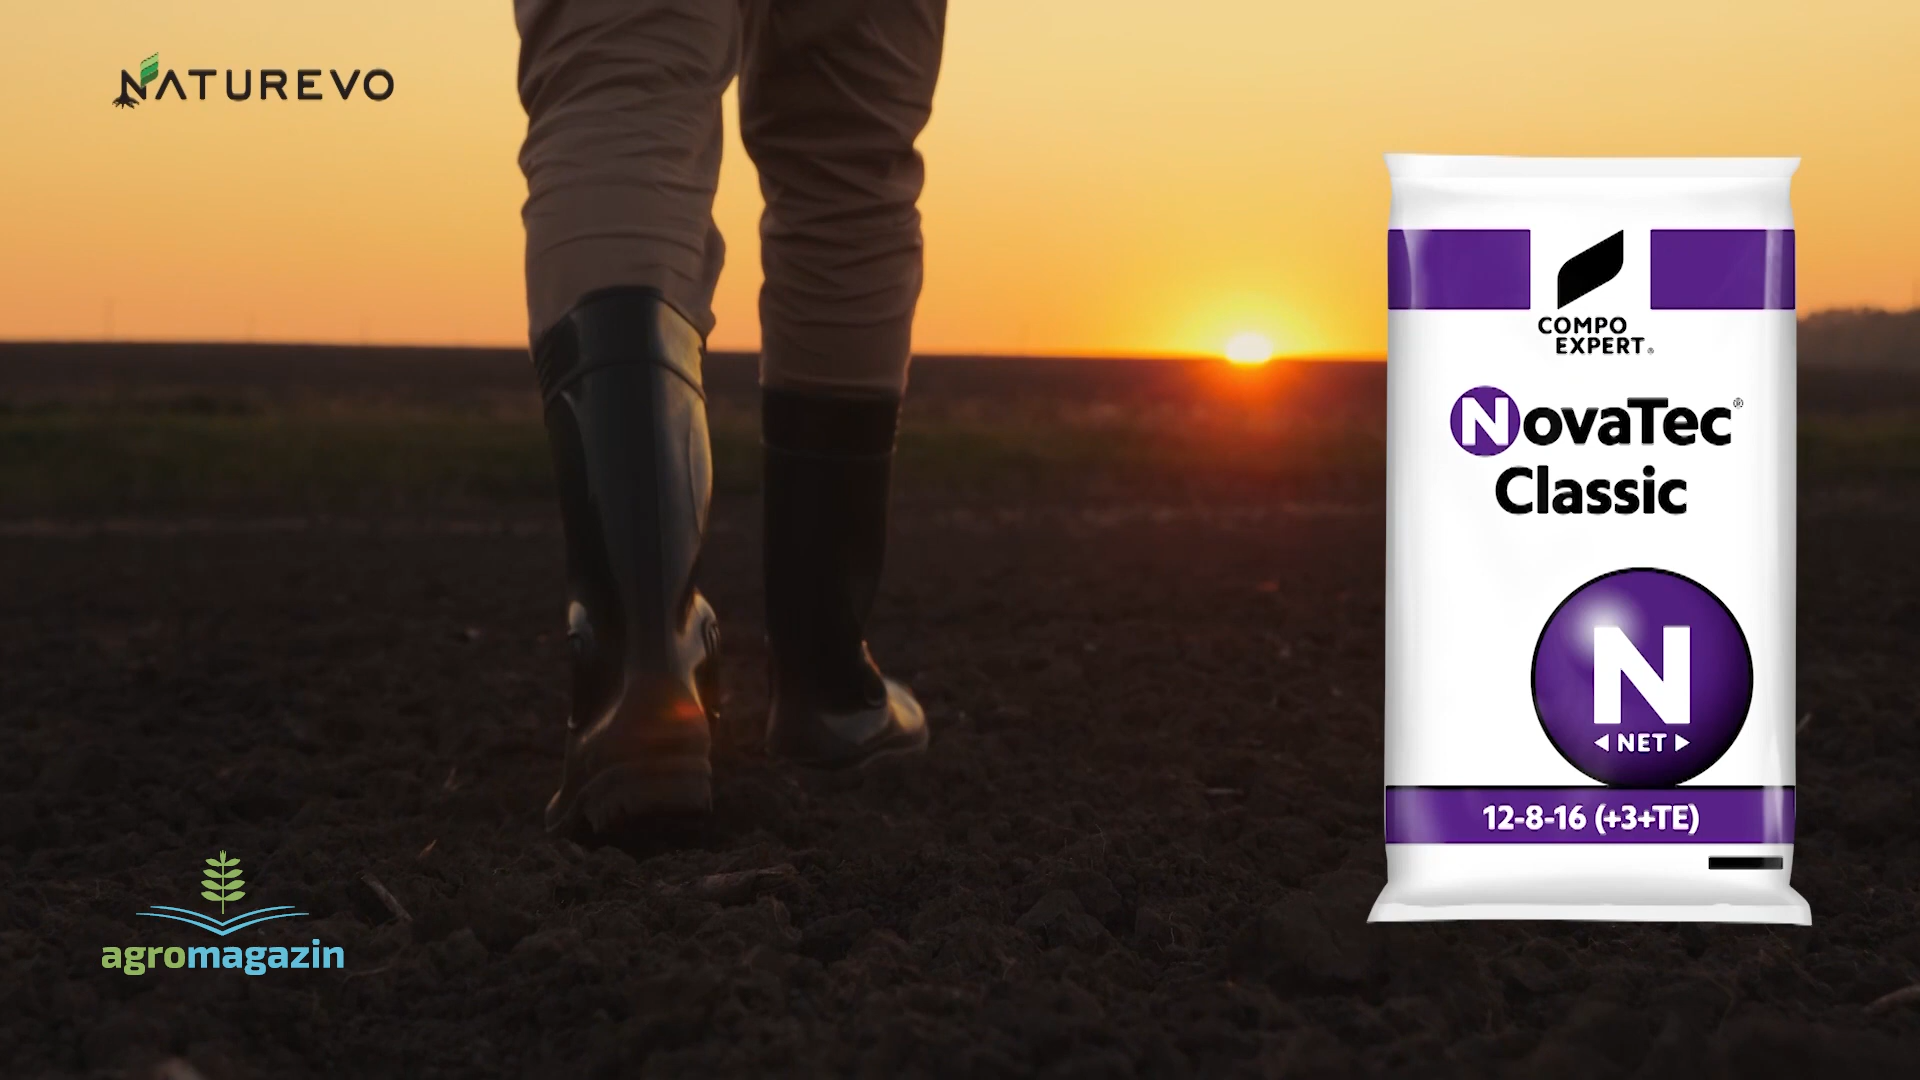 NATUREVO
COMPO
EXPERT®
NovaTec®
Classic
N
◄ NET ►
12-8-16 (+3+TE)
agromagazin